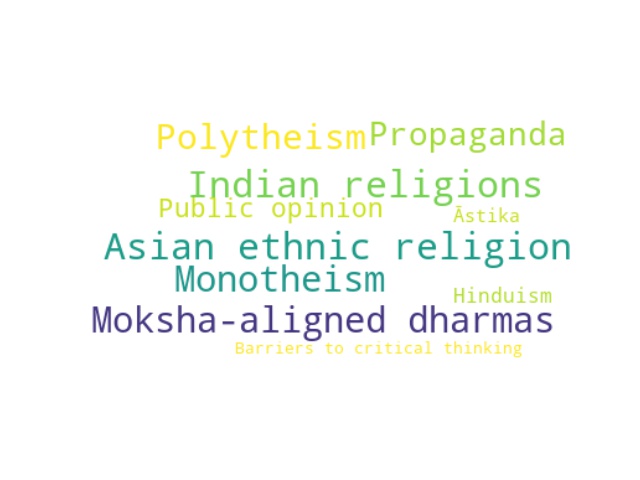 Polytheism Propaganda
Indian religions
Public opinion Āstika
Asian ethnic religion
Monotheism
Hinduism
Moksha-aligned dharmas
Barriers to critical thinking